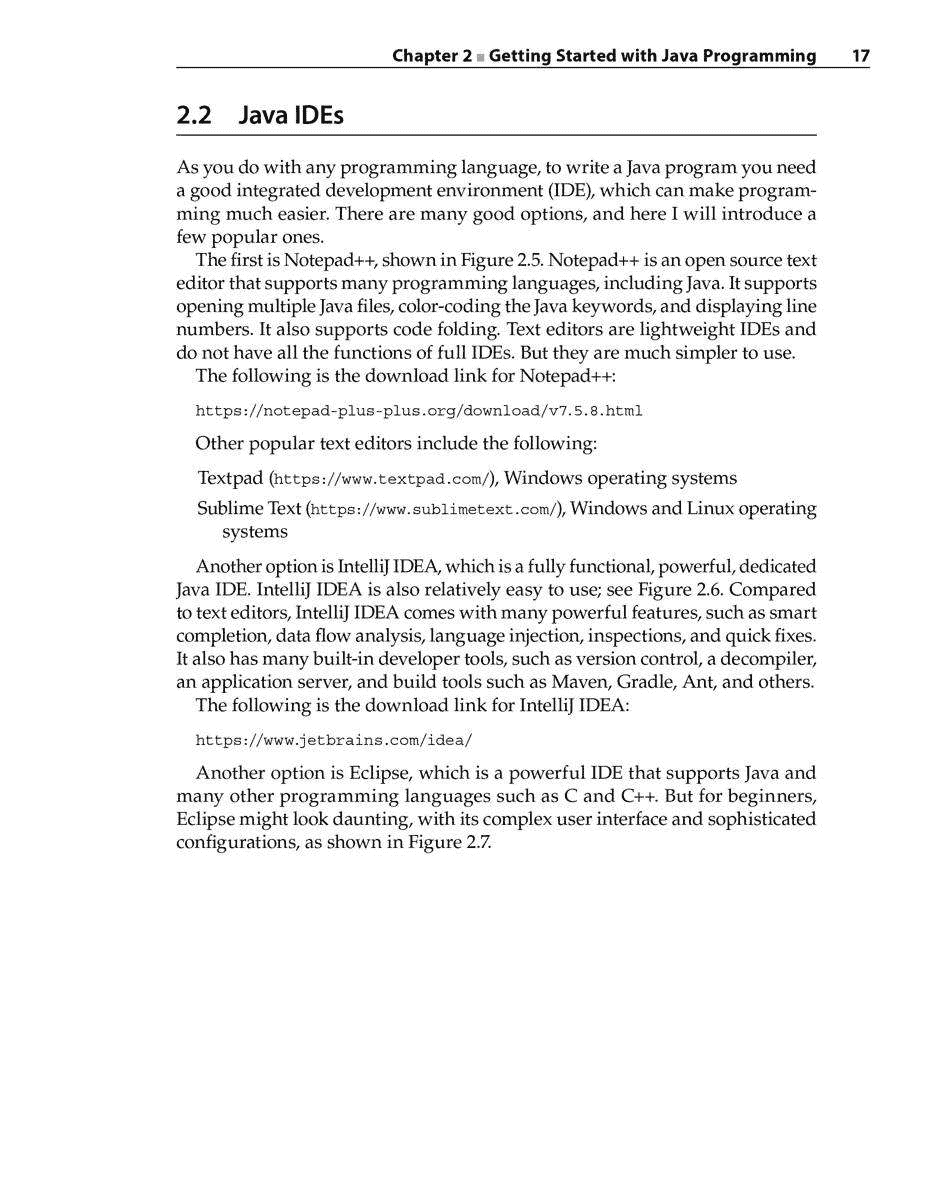 Chapter 2 ■ Getting Started with Java Programming 17
2.2 Java IDEs
As you do with any programming language, to write a Java program you need
a good integrated development environment (IDE), which can make program-
ming much easier. There are many good options, and here I will introduce a
few popular ones.
The first is Notepad++, shown in Figure 2.5. Notepad++ is an open source text
editor that supports many programming languages, including Java. It supports
opening multiple Java files, color-coding the Java keywords, and displaying line
numbers. It also supports code folding. Text editors are lightweight IDEs and
do not have all the functions of full IDEs. But they are much simpler to use.
The following is the download link for Notepad++:
https://notepad-plus-plus.org/download/v7.5.8.html
Other popular text editors include the following:
Textpad (https://www.textpad.com/), Windows operating systems
Sublime Text (https://www.sublimetext.com/), Windows and Linux operating
systems
Another option is IntelliJ IDEA, which is a fully functional, powerful, dedicated
Java IDE. IntelliJ IDEA is also relatively easy to use; see Figure 2.6. Compared
to text editors, IntelliJ IDEA comes with many powerful features, such as smart
completion, data flow analysis, language injection, inspections, and quick fixes.
It also has many built-in developer tools, such as version control, a decompiler,
an application server, and build tools such as Maven, Gradle, Ant, and others.
The following is the download link for IntelliJ IDEA:
https://www.jetbrains.com/idea/
Another option is Eclipse, which is a powerful IDE that supports Java and
many other programming languages such as C and C++. But for beginners,
Eclipse might look daunting, with its complex user interface and sophisticated
configurations, as shown in Figure 2.7.